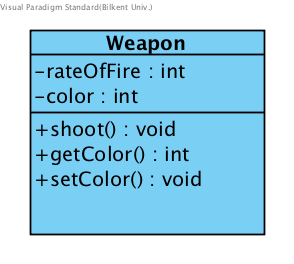 Visual Paradigm Standard(Bilkent Univ.)
Weapon
-rateOfFire : int
-color : int
+shoot() : void
+getColor() : int
+setColor() : void